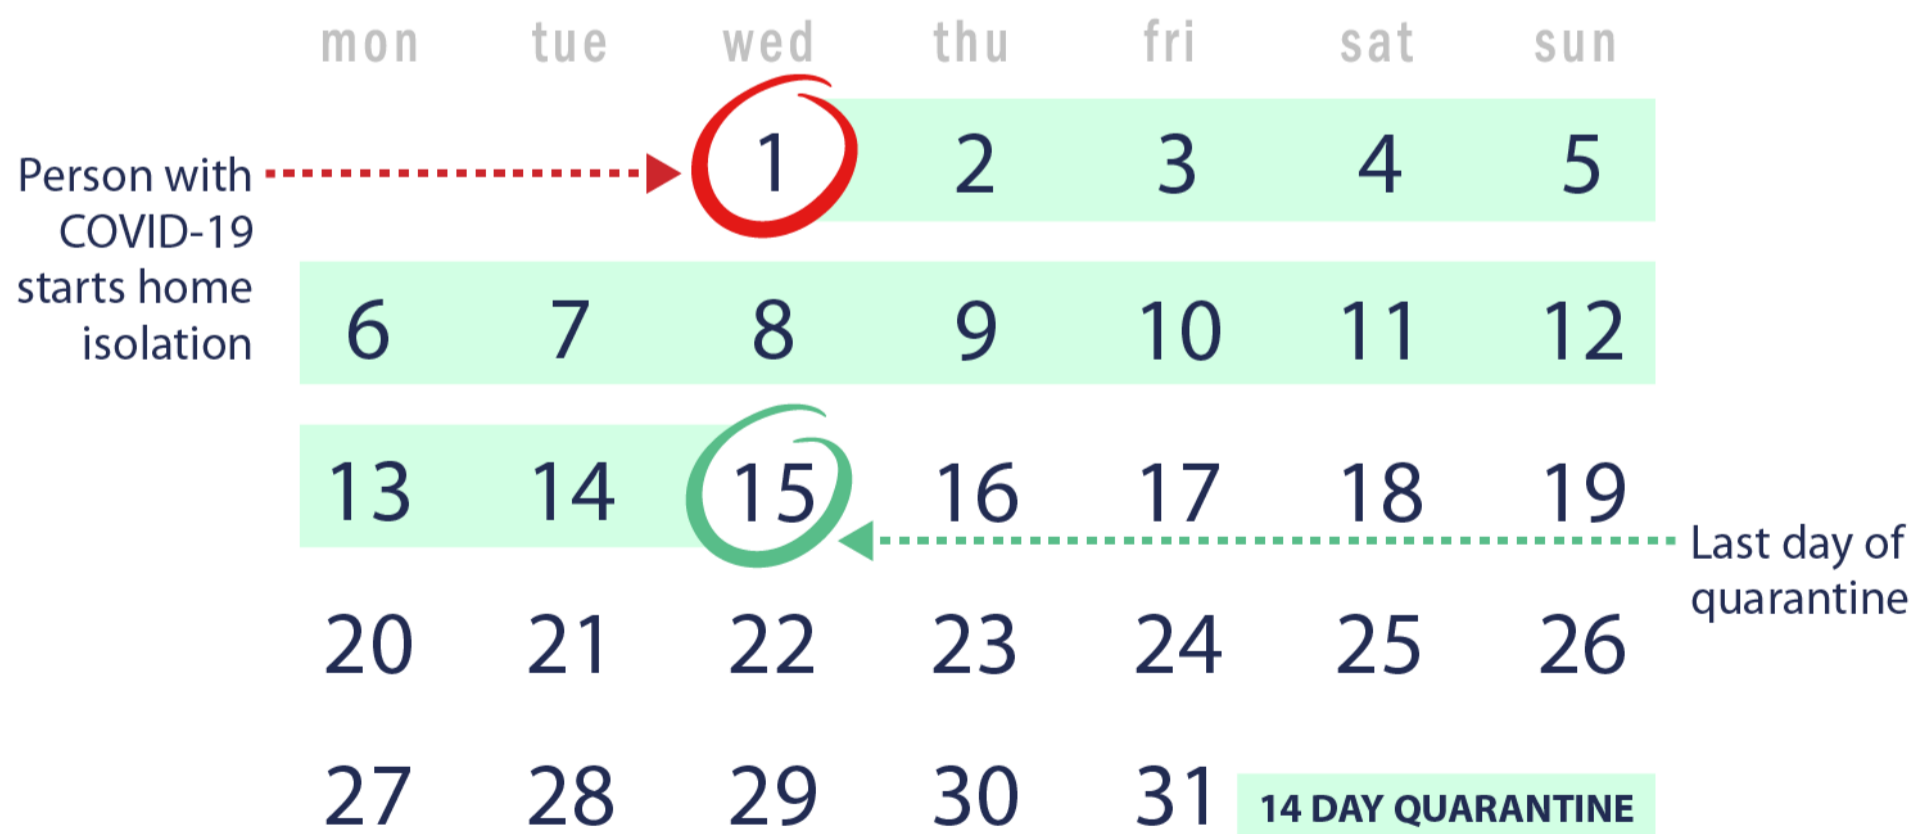 mon tue wed thu fri sat sun
1 2 3 4 5
Person with
COVID-19
starts home
isolation
6 7 8 9 10 11 12
13 14 15 16 17 18 19
Last day of
quarantine
20 21 22 23 24 25 26
27 28 29 30 31
14 DAY QUARANTINE